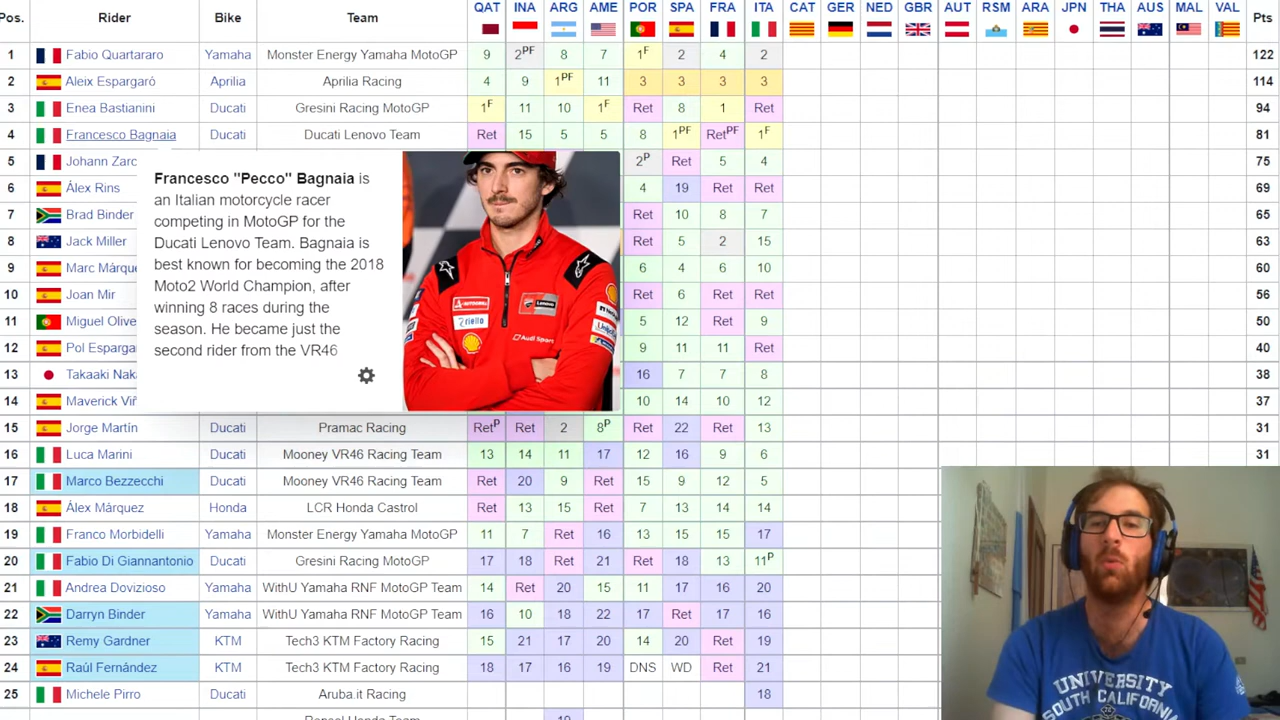 Pos. Rider Bike Team QAT INA ARG AME POR SPA FRA ITA CAT GER NED GBR AUT RSM ARA JPN THA AUS MAL VAL Pts
1 Fabio Quartararo Yamaha Monster Energy Yamaha MotoGP 9 2PF 8 7 1F 2 4 2 122
2 Aleix Espargaró Aprilia Aprilia Racing 4 9 1PF 11 3 3 3 3 114
3 Enea Bastianini Ducati Gresini Racing MotoGP 1F 11 10 1F Ret 8 1 Ret 94
4 Francesco Bagnaia Ducati Ducati Lenovo Team Ret 15 5 5 8 1PF RetPF 1F 81
5 Johann Zarc 2P Ret 5 4 75
6 Álex Rins 4 19 Ret Ret 69
7 Brad Binder Ret 10 8 7 65
8 Jack Miller Ret 5 2 15 63
9 Marc Márque 6 4 6 10 60
10 Joan Mir Ret 6 Ret Ret 56
11 Miguel Olive 5 12 Ret 9 50
12 Pol Esparga 9 11 11 Ret 40
13 Takaaki Nak 16 7 7 8 38
14 Maverick Viñ 10 14 10 12 37
Francesco "Pecco" Bagnaia is
an Italian motorcycle racer
competing in MotoGP for the
Ducati Lenovo Team. Bagnaia is
best known for becoming the 2018
Moto2 World Champion, after
winning 8 races during the
season. He became just the
second rider from the VR46
riello
Lenovo
Audi Sport
15 Jorge Martín Ducati Pramac Racing RetP Ret 2 8P Ret 22 Ret 13 31
16 Luca Marini Ducati Mooney VR46 Racing Team 13 14 11 17 12 16 9 6 31
17 Marco Bezzecchi Ducati Mooney VR46 Racing Team Ret 20 9 Ret 15 9 12 5
18 Álex Márquez Honda LCR Honda Castrol Ret 13 15 Ret 7 13 14 14
19 Franco Morbidelli Yamaha Monster Energy Yamaha MotoGP 11 7 Ret 16 13 15 15 17
20 Fabio Di Giannantonio Ducati Gresini Racing MotoGP 17 18 Ret 21 Ret 18 13 11P
21 Andrea Dovizioso Yamaha WithU Yamaha RNF MotoGP Team 14 Ret 20 15 11 17 16 20
22 Darryn Binder Yamaha WithU Yamaha RNF MotoGP Team 16 10 18 22 17 Ret 17 16
23 Remy Gardner KTM Tech3 KTM Factory Racing 15 21 17 20 14 20 Ret 19
24 Raúl Fernández KTM Tech3 KTM Factory Racing 18 17 16 19 DNS WD Ret 21
25 Michele Pirro Ducati Aruba.it Racing 18
UNIVERSITY
SOUTH CAROLINA